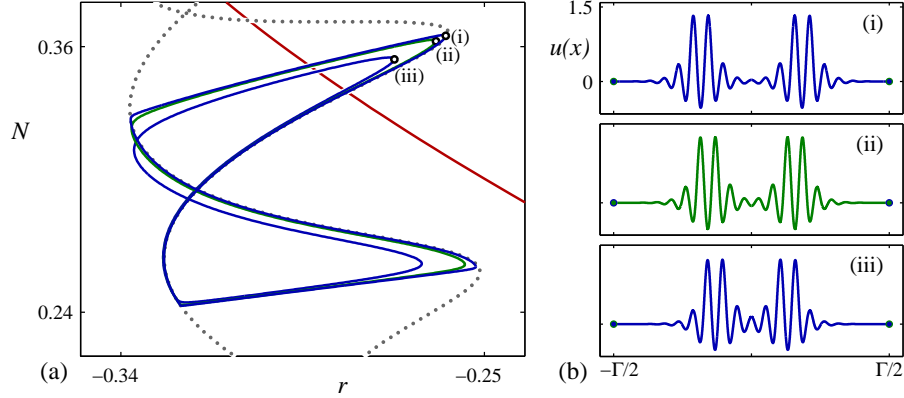 0.36
N
0.24
(i)
(ii)
(iii)
(a)
−0.34
r
−0.25
1.5
u(x)
0
(i)
(ii)
(iii)
(b)
−Γ/2
Γ/2